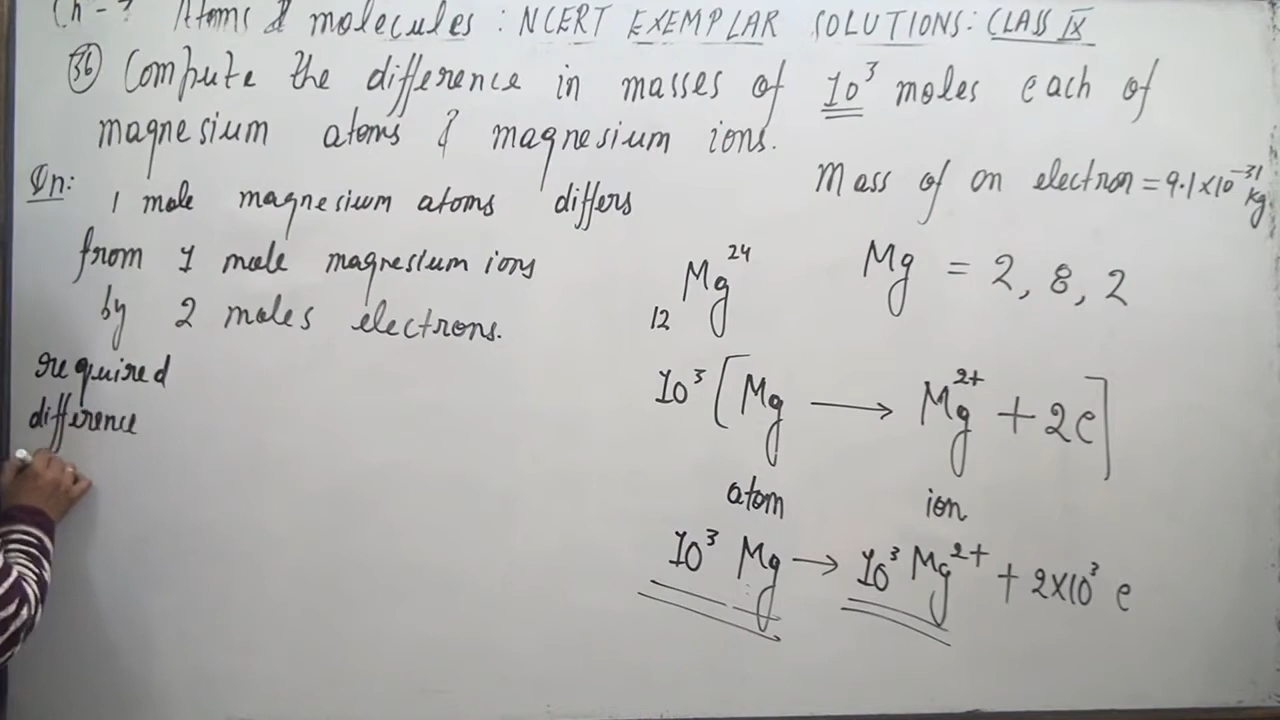 Ch - 3 Atoms & molecules : NCERT EXEMPLAR SOLUTIONS: CLASS IX
36 Compute the difference in masses of 10³ moles each of
magnesium atoms & magnesium ions.
Mass of on electron = 9.1×10⁻³¹ kg
1 mole magnesium atoms differs
from 1 mole magnesium ions
by 2 moles electrons.
required
difference
₁₂Mg²⁴
Mg = 2, 8, 2
10³ [Mg → Mg²⁺ + 2e]
atom ion
10³ Mg → 10³ Mg²⁺ + 2×10³ e